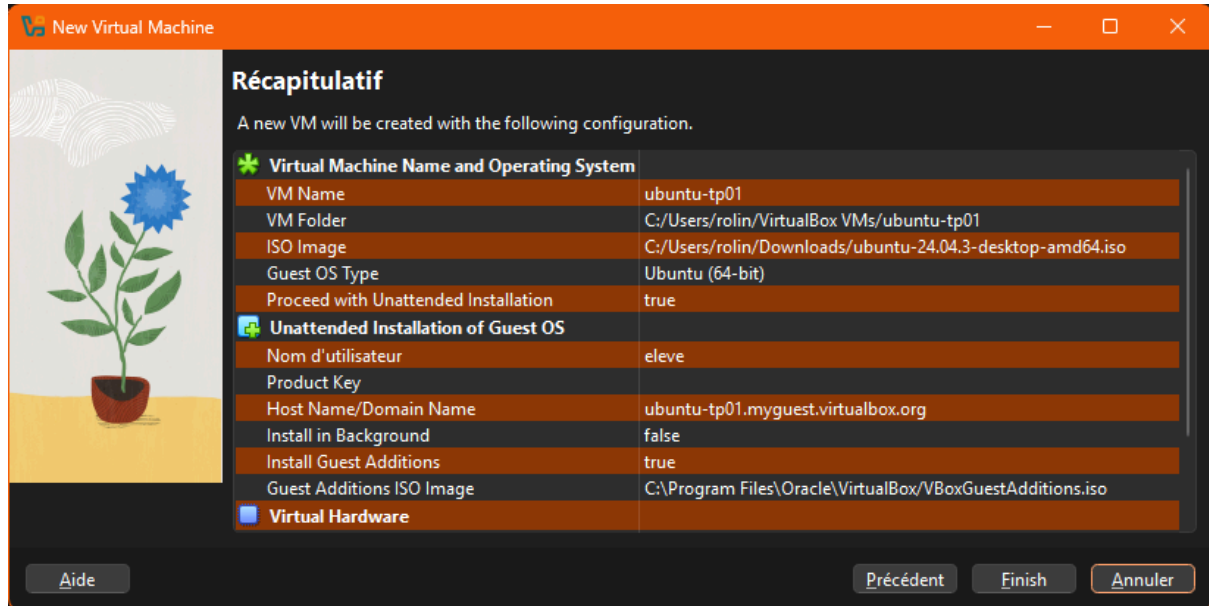 New Virtual Machine
Récapitulatif
A new VM will be created with the following configuration.
Virtual Machine Name and Operating System
VM Name ubuntu-tp01
VM Folder C:/Users/rolin/VirtualBox VMs/ubuntu-tp01
ISO Image C:/Users/rolin/Downloads/ubuntu-24.04.3-desktop-amd64.iso
Guest OS Type Ubuntu (64-bit)
Proceed with Unattended Installation true
Unattended Installation of Guest OS
Nom d'utilisateur eleve
Product Key
Host Name/Domain Name ubuntu-tp01.myguest.virtualbox.org
Install in Background false
Install Guest Additions true
Guest Additions ISO Image C:\Program Files\Oracle\VirtualBox/VBoxGuestAdditions.iso
Virtual Hardware
Aide Précédent Finish Annuler